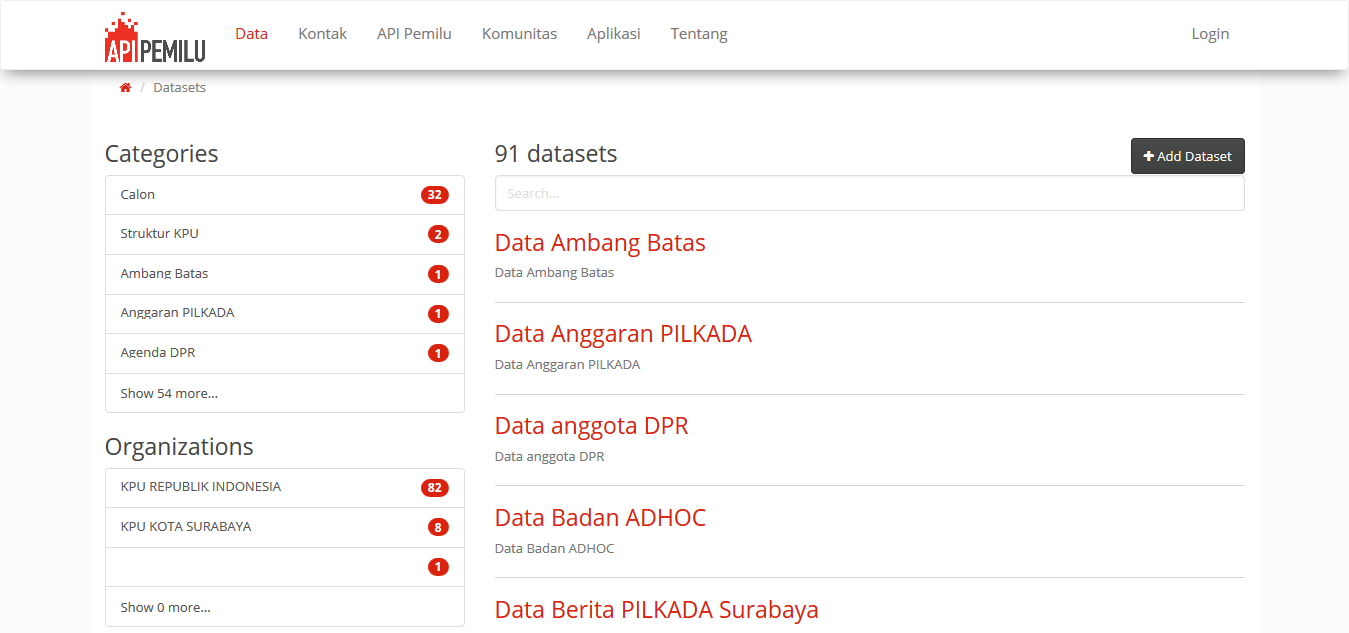 APIPEMILU
Data Kontak API Pemilu Komunitas Aplikasi Tentang Login
/ Datasets
Categories
Calon 32
Struktur KPU 2
Ambang Batas 1
Anggaran PILKADA 1
Agenda DPR 1
Show 54 more...
Organizations
KPU REPUBLIK INDONESIA 82
KPU KOTA SURABAYA 8
1
Show 0 more...
91 datasets
Add Dataset
Search...
Data Ambang Batas
Data Ambang Batas
Data Anggaran PILKADA
Data Anggaran PILKADA
Data anggota DPR
Data anggota DPR
Data Badan ADHOC
Data Badan ADHOC
Data Berita PILKADA Surabaya